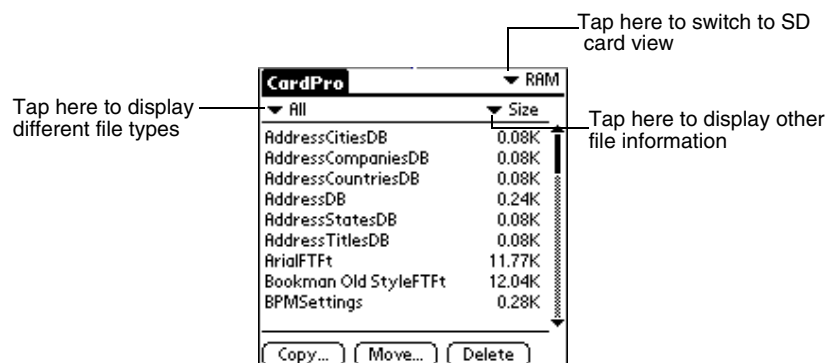 Tap here to switch to SD
card view
CardPro
RAM
Tap here to display
different file types
All
Size
Tap here to display other
file information
AddressCitiesDB 0.08K
AddressCompaniesDB 0.08K
AddressCountriesDB 0.08K
AddressDB 0.24K
AddressStatesDB 0.08K
AddressTitlesDB 0.08K
ArialFTFt 11.77K
Bookman Old StyleFTFt 12.04K
BPMSettings 0.28K
Copy... Move... Delete